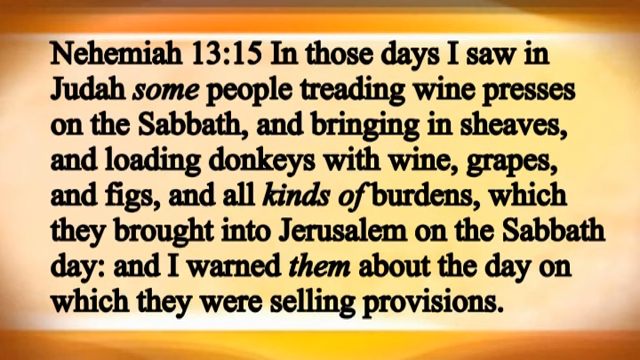 Nehemiah 13:15 In those days I saw in
Judah some people treading wine presses
on the Sabbath, and bringing in sheaves,
and loading donkeys with wine, grapes,
and figs, and all kinds of burdens, which
they brought into Jerusalem on the Sabbath
day: and I warned them about the day on
which they were selling provisions.